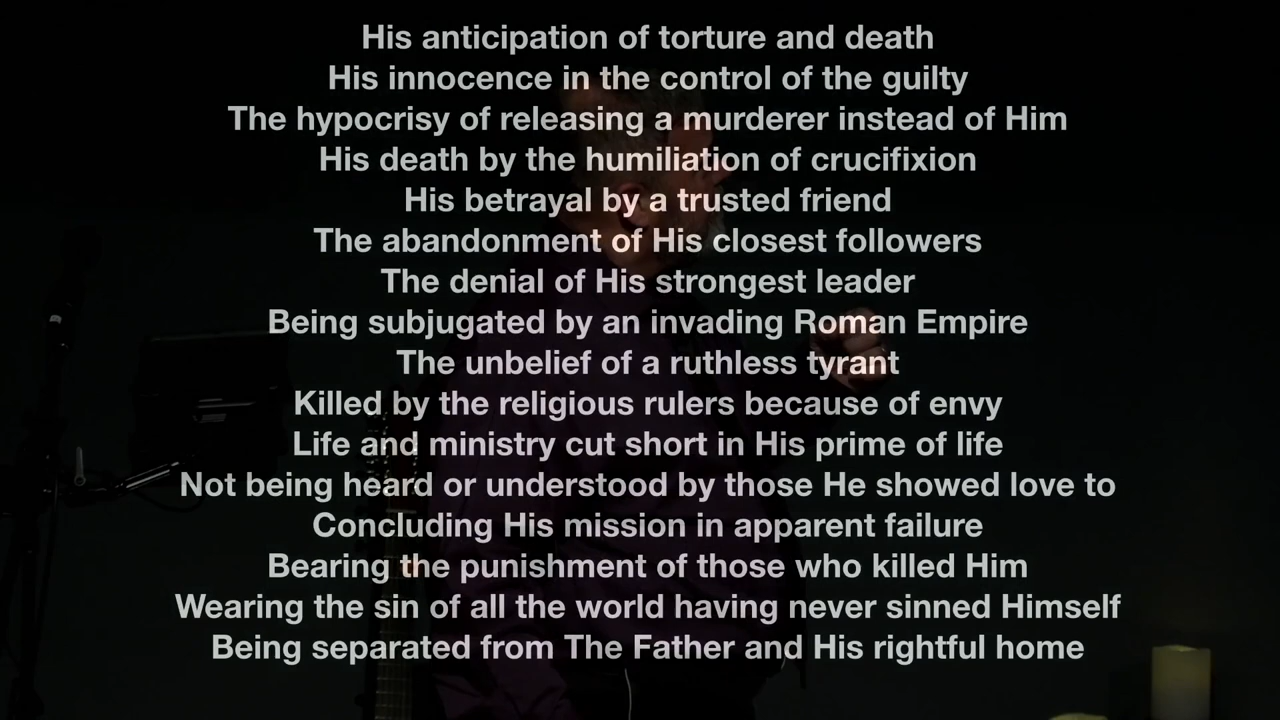 His anticipation of torture and death
His innocence in the control of the guilty
The hypocrisy of releasing a murderer instead of Him
His death by the humiliation of crucifixion
His betrayal by a trusted friend
The abandonment of His closest followers
The denial of His strongest leader
Being subjugated by an invading Roman Empire
The unbelief of a ruthless tyrant
Killed by the religious rulers because of envy
Life and ministry cut short in His prime of life
Not being heard or understood by those He showed love to
Concluding His mission in apparent failure
Bearing the punishment of those who killed Him
Wearing the sin of all the world having never sinned Himself
Being separated from The Father and His rightful home